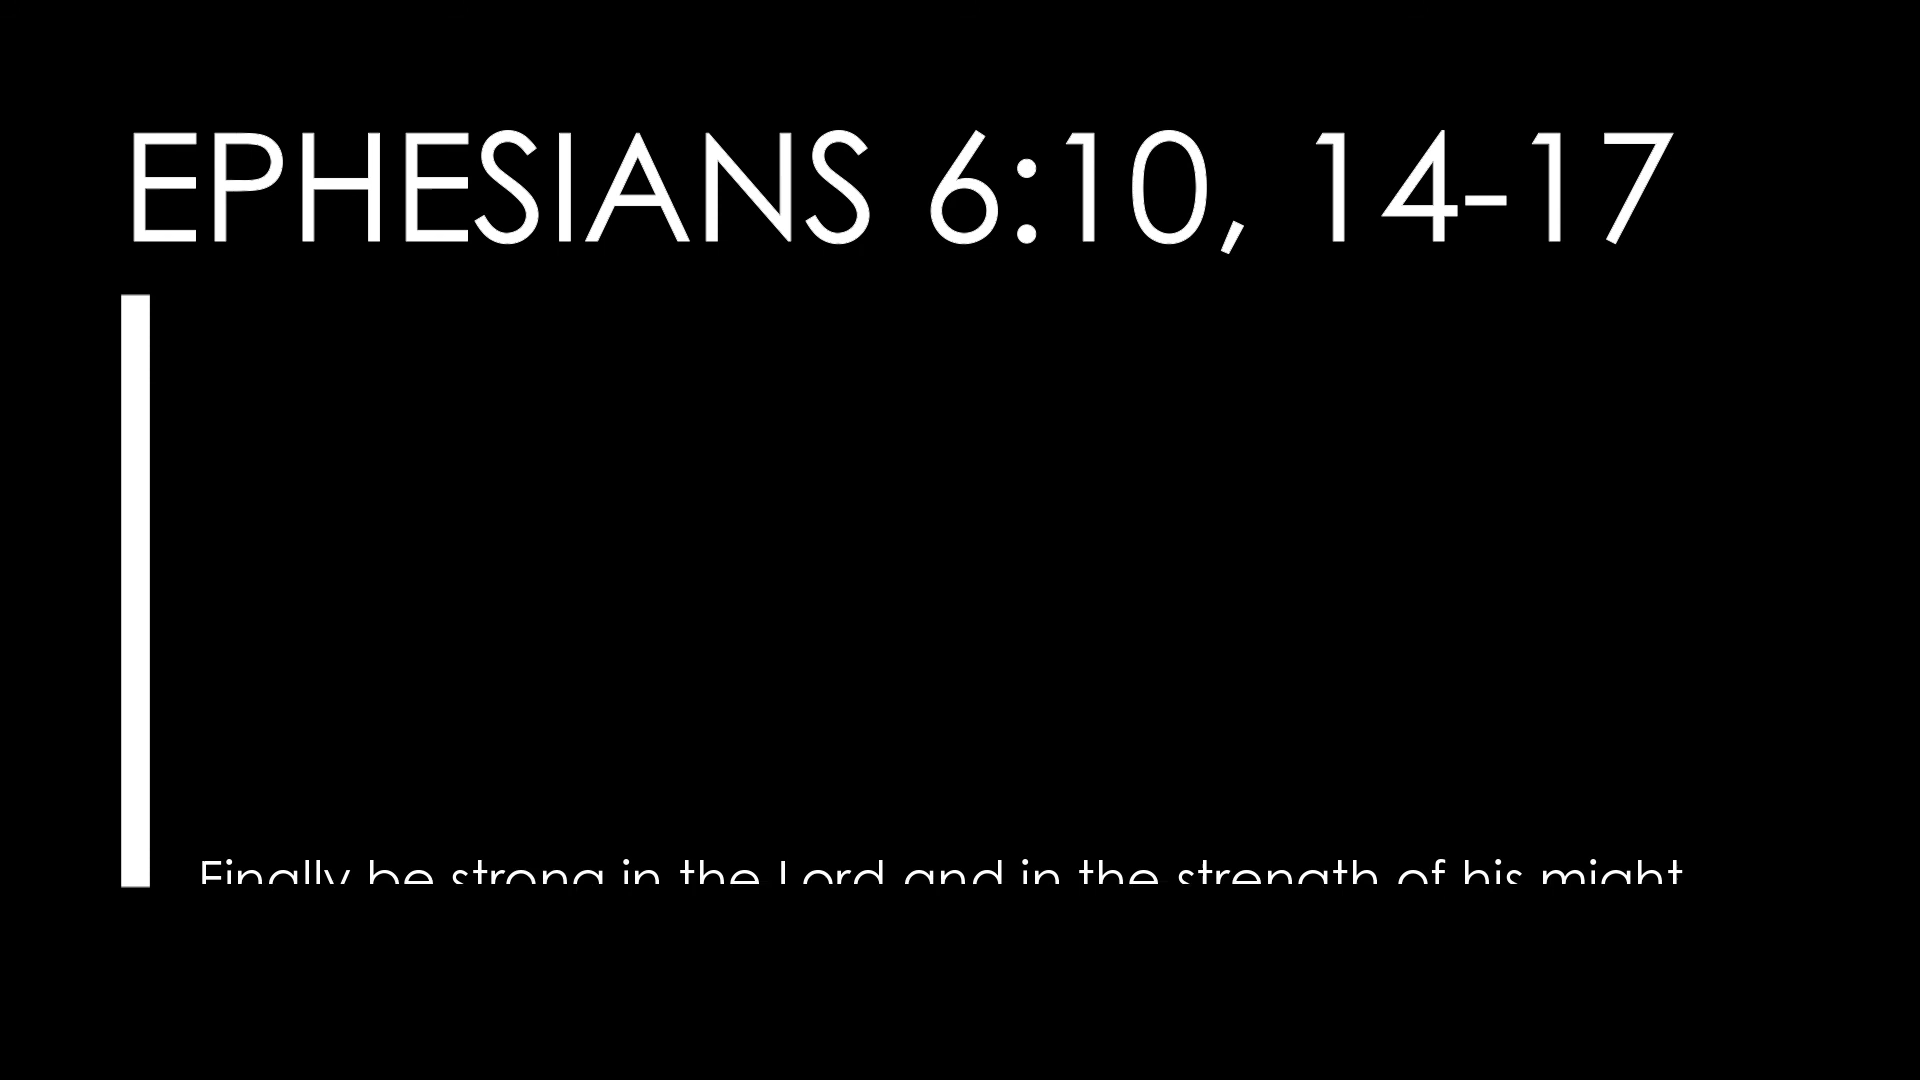 EPHESIANS 6:10, 14-17
Finally be strong in the Lord and in the strength of his might